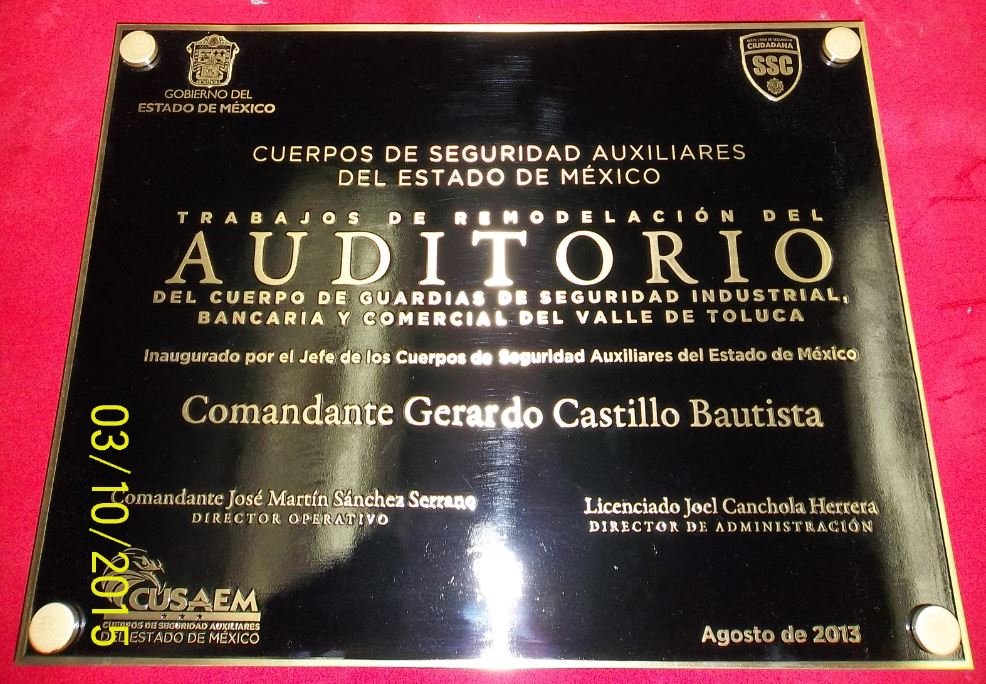 GOBIERNO DEL
ESTADO DE MÉXICO
CIUDADANA
SSC
CUERPOS DE SEGURIDAD AUXILIARES
DEL ESTADO DE MÉXICO
TRABAJOS DE REMODELACIÓN DEL
AUDITORIO
DEL CUERPO DE GUARDIAS DE SEGURIDAD INDUSTRIAL,
BANCARIA Y COMERCIAL DEL VALLE DE TOLUCA
Inaugurado por el Jefe de los Cuerpos de Seguridad Auxiliares del Estado de México
Comandante Gerardo Castillo Bautista
Comandante José Martín Sánchez Serrano
DIRECTOR OPERATIVO
Licenciado Joel Canchola Herrera
DIRECTOR DE ADMINISTRACIÓN
CUSAEM
CUERPOS DE SEGURIDAD AUXILIARES
DEL ESTADO DE MÉXICO
Agosto de 2013
03/10/2015